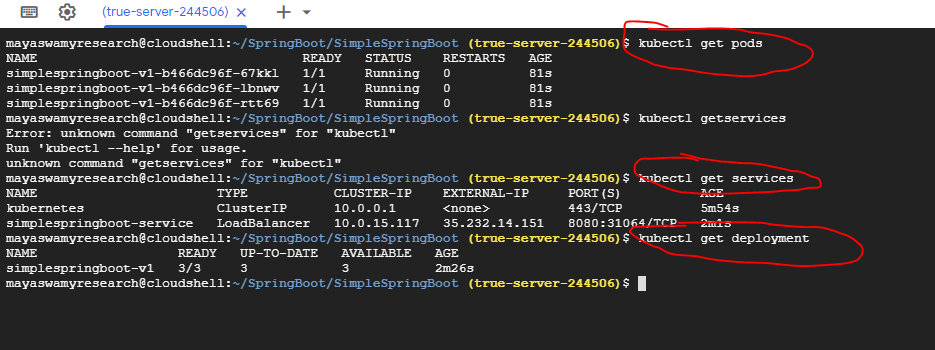 (true-server-244506) × + ▾
mayaswamyresearch@cloudshell:~/SpringBoot/SimpleSpringBoot (true-server-244506)$ kubectl get pods
NAME READY STATUS RESTARTS AGE
simplespringboot-v1-b466dc96f-67kkl 1/1 Running 0 81s
simplespringboot-v1-b466dc96f-lbnwv 1/1 Running 0 81s
simplespringboot-v1-b466dc96f-rtt69 1/1 Running 0 81s
mayaswamyresearch@cloudshell:~/SpringBoot/SimpleSpringBoot (true-server-244506)$ kubectl getservices
Error: unknown command "getservices" for "kubectl"
Run 'kubectl --help' for usage.
unknown command "getservices" for "kubectl"
mayaswamyresearch@cloudshell:~/SpringBoot/SimpleSpringBoot (true-server-244506)$ kubectl get services
NAME TYPE CLUSTER-IP EXTERNAL-IP PORT(S) AGE
kubernetes ClusterIP 10.0.0.1 <none> 443/TCP 5m54s
simplespringboot-service LoadBalancer 10.0.15.117 35.232.14.151 8080:31064/TCP 2m1s
mayaswamyresearch@cloudshell:~/SpringBoot/SimpleSpringBoot (true-server-244506)$ kubectl get deployment
NAME READY UP-TO-DATE AVAILABLE AGE
simplespringboot-v1 3/3 3 3 2m26s
mayaswamyresearch@cloudshell:~/SpringBoot/SimpleSpringBoot (true-server-244506)$